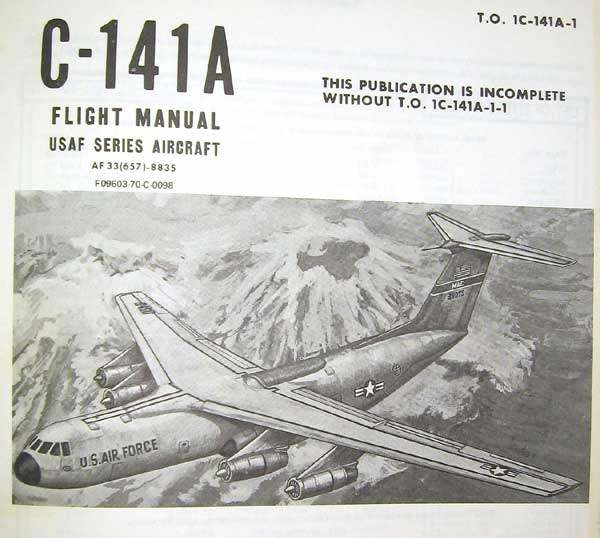 T.O. 1C-141A-1
C-141A
THIS PUBLICATION IS INCOMPLETE
WITHOUT T.O. 1C-141A-1-1
FLIGHT MANUAL
USAF SERIES AIRCRAFT
AF 33(657)-8835
F09603-70-C-0098
MAC
U.S. AIR FORCE